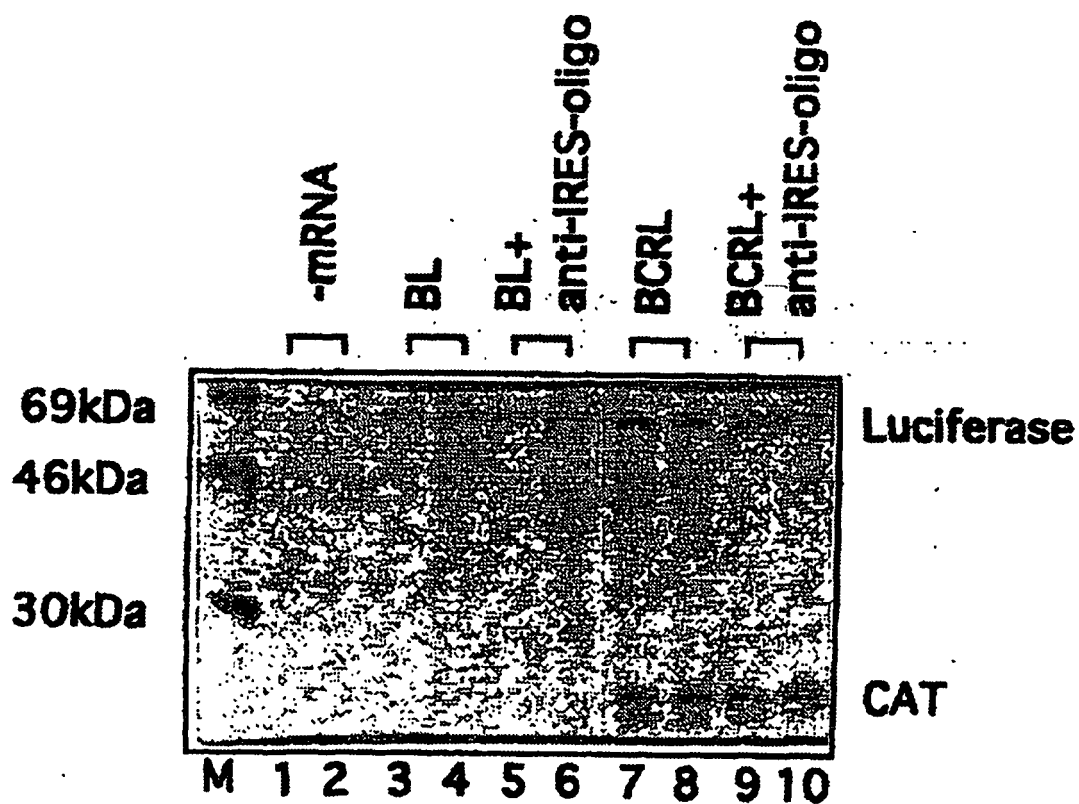 -mRNA
BL
BL+
anti-IRES-oligo
BCRL
BCRL+
anti-IRES-oligo
69kDa
46kDa
30kDa
Luciferase
CAT
M 1 2 3 4 5 6 7 8 9 10